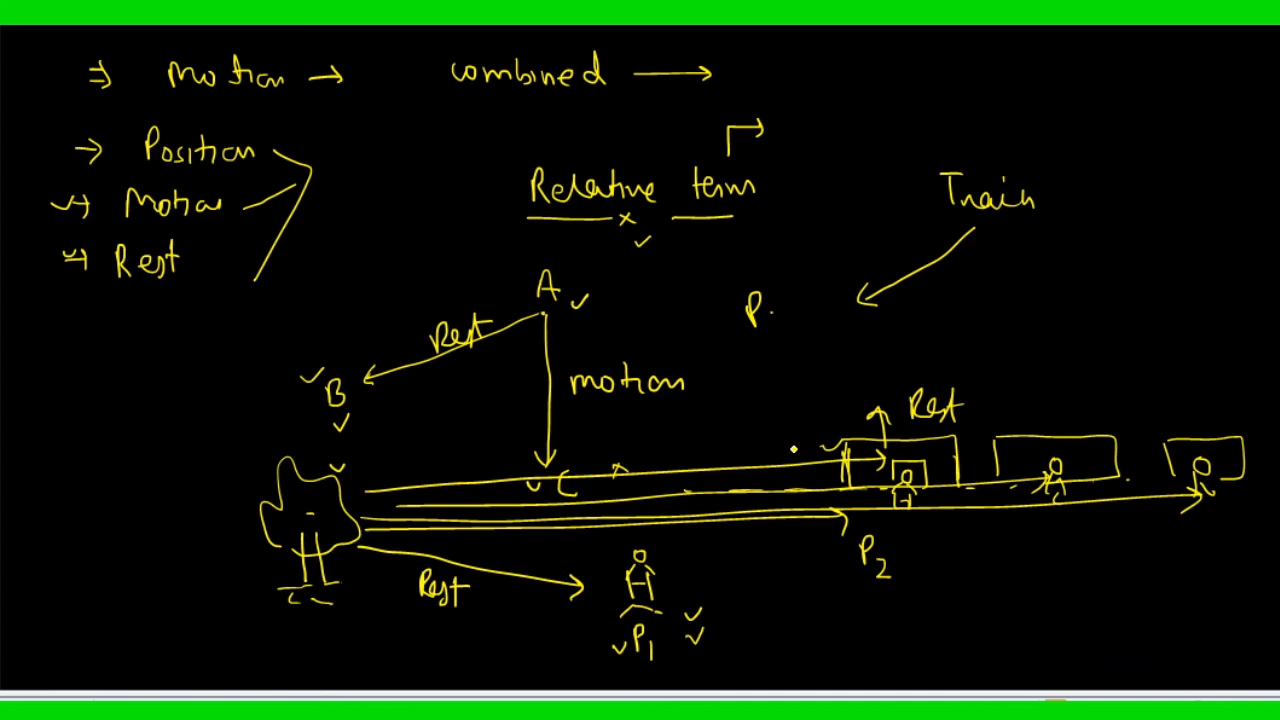 ⇒ Motion → combined →
→ Position
→ Motion
→ Rest
Relative term
Train
A
P.
Rest
B
motion
Rest
C
P2
Rest
P1